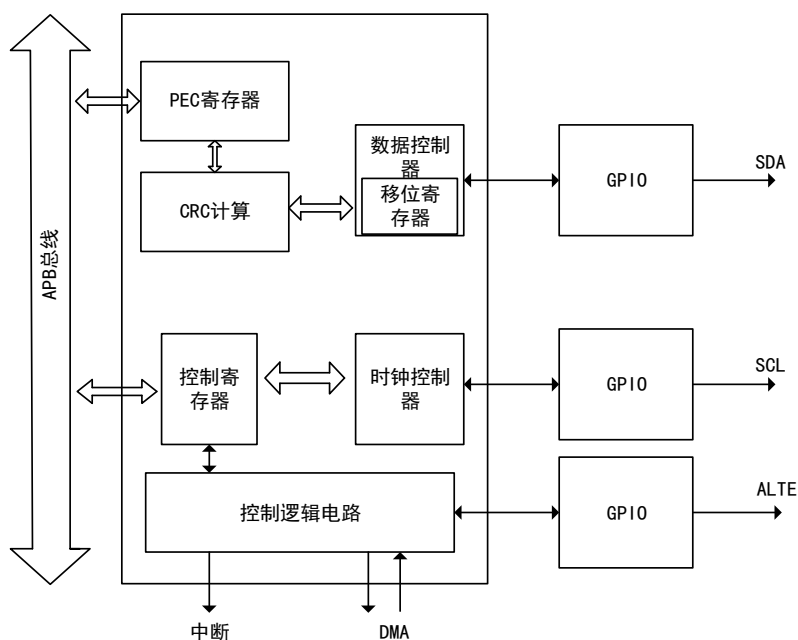 PEC寄存器
数据控制
器
移位寄
存器
GPIO
SDA
CRC计算
APB总线
控制寄
存器
时钟控制
器
GPIO
SCL
控制逻辑电路
GPIO
ALTE
中断
DMA